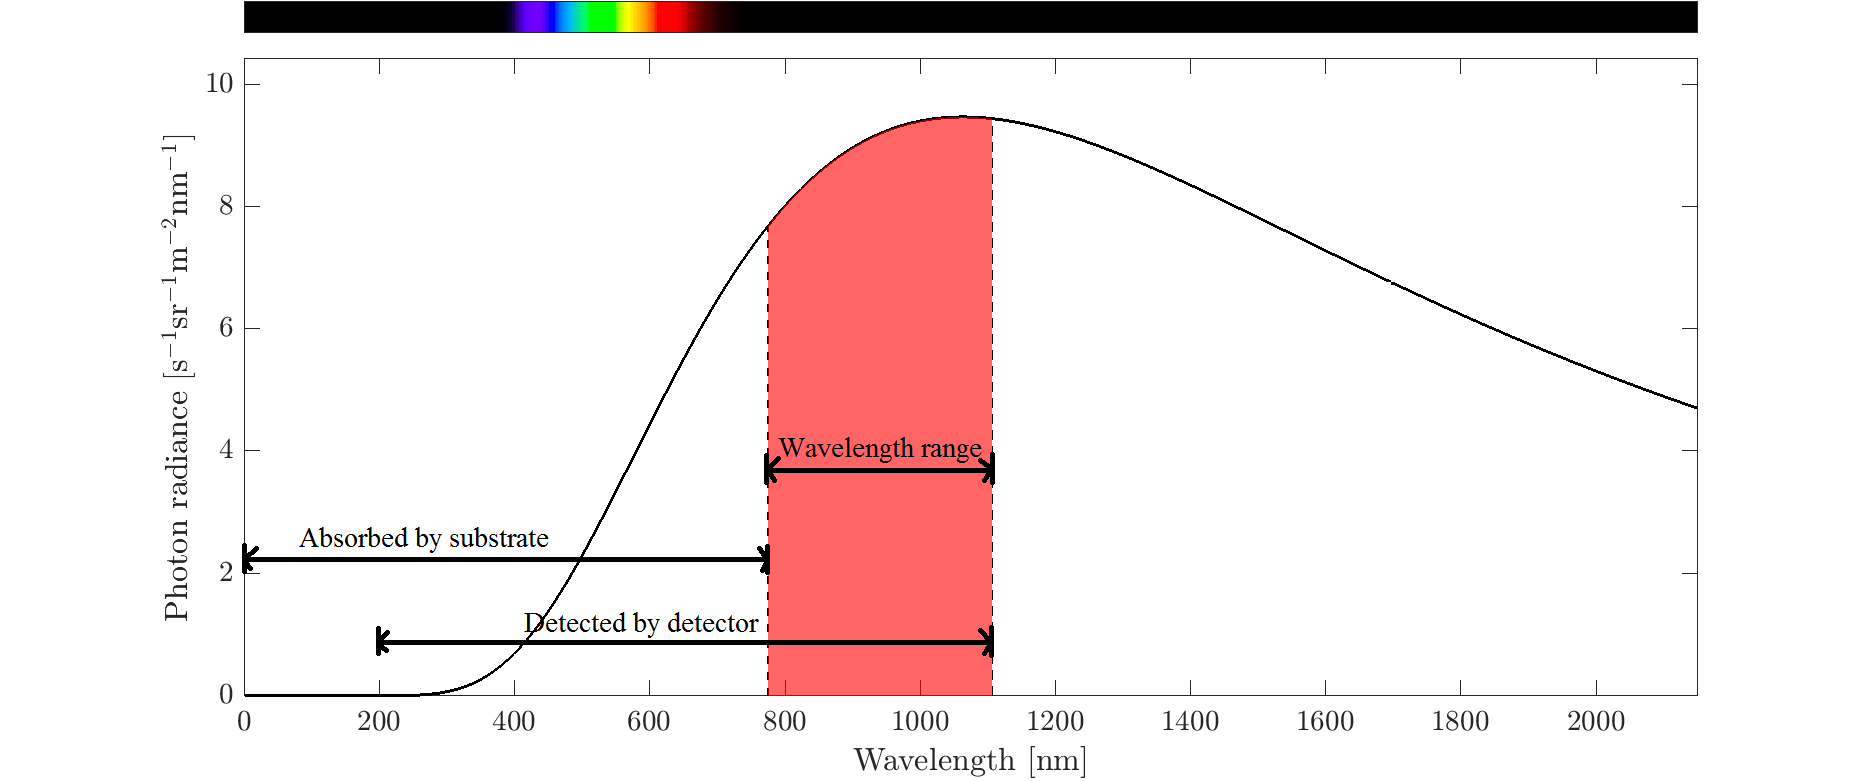 10
8
6
4
2
0
Photon radiance [s⁻¹sr⁻¹m⁻²nm⁻¹]
Wavelength range
Absorbed by substrate
Detected by detector
0 200 400 600 800 1000 1200 1400 1600 1800 2000
Wavelength [nm]